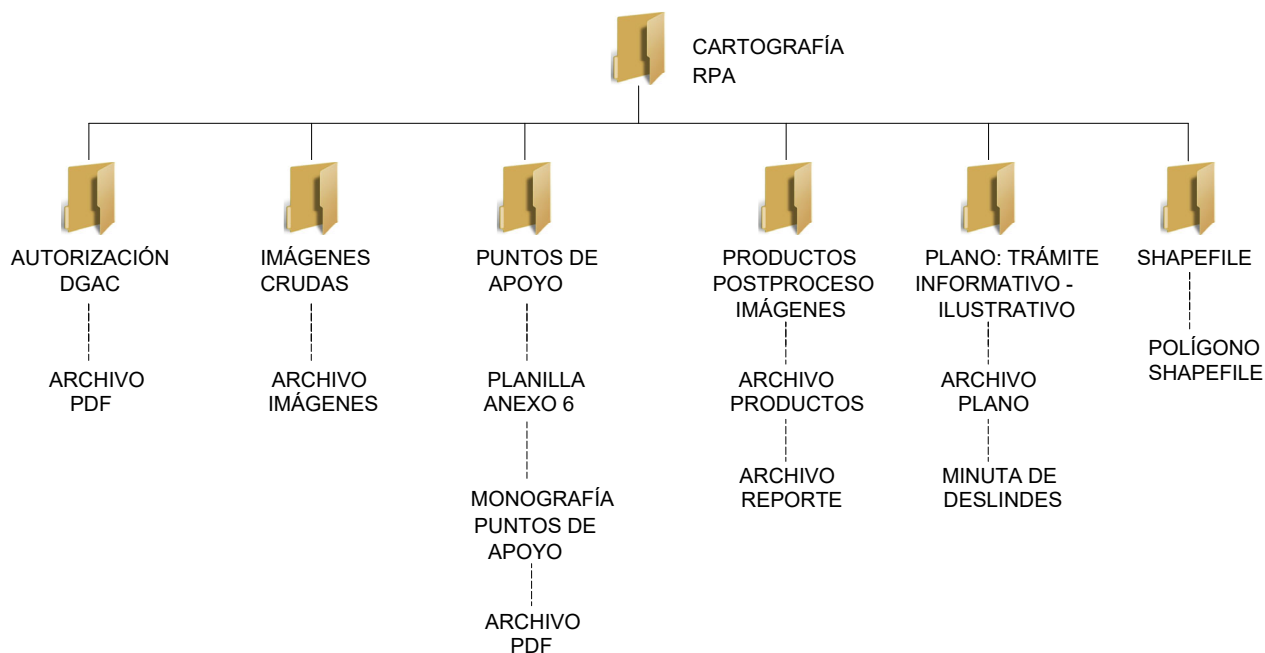 CARTOGRAFÍA
RPA
AUTORIZACIÓN
DGAC
ARCHIVO
PDF
IMÁGENES
CRUDAS
ARCHIVO
IMÁGENES
PUNTOS DE
APOYO
PLANILLA
ANEXO 6
MONOGRAFÍA
PUNTOS DE
APOYO
ARCHIVO
PDF
PRODUCTOS
POSTPROCESO
IMÁGENES
ARCHIVO
PRODUCTOS
ARCHIVO
REPORTE
PLANO: TRÁMITE
INFORMATIVO -
ILUSTRATIVO
ARCHIVO
PLANO
MINUTA DE
DESLINDES
SHAPEFILE
POLÍGONO
SHAPEFILE